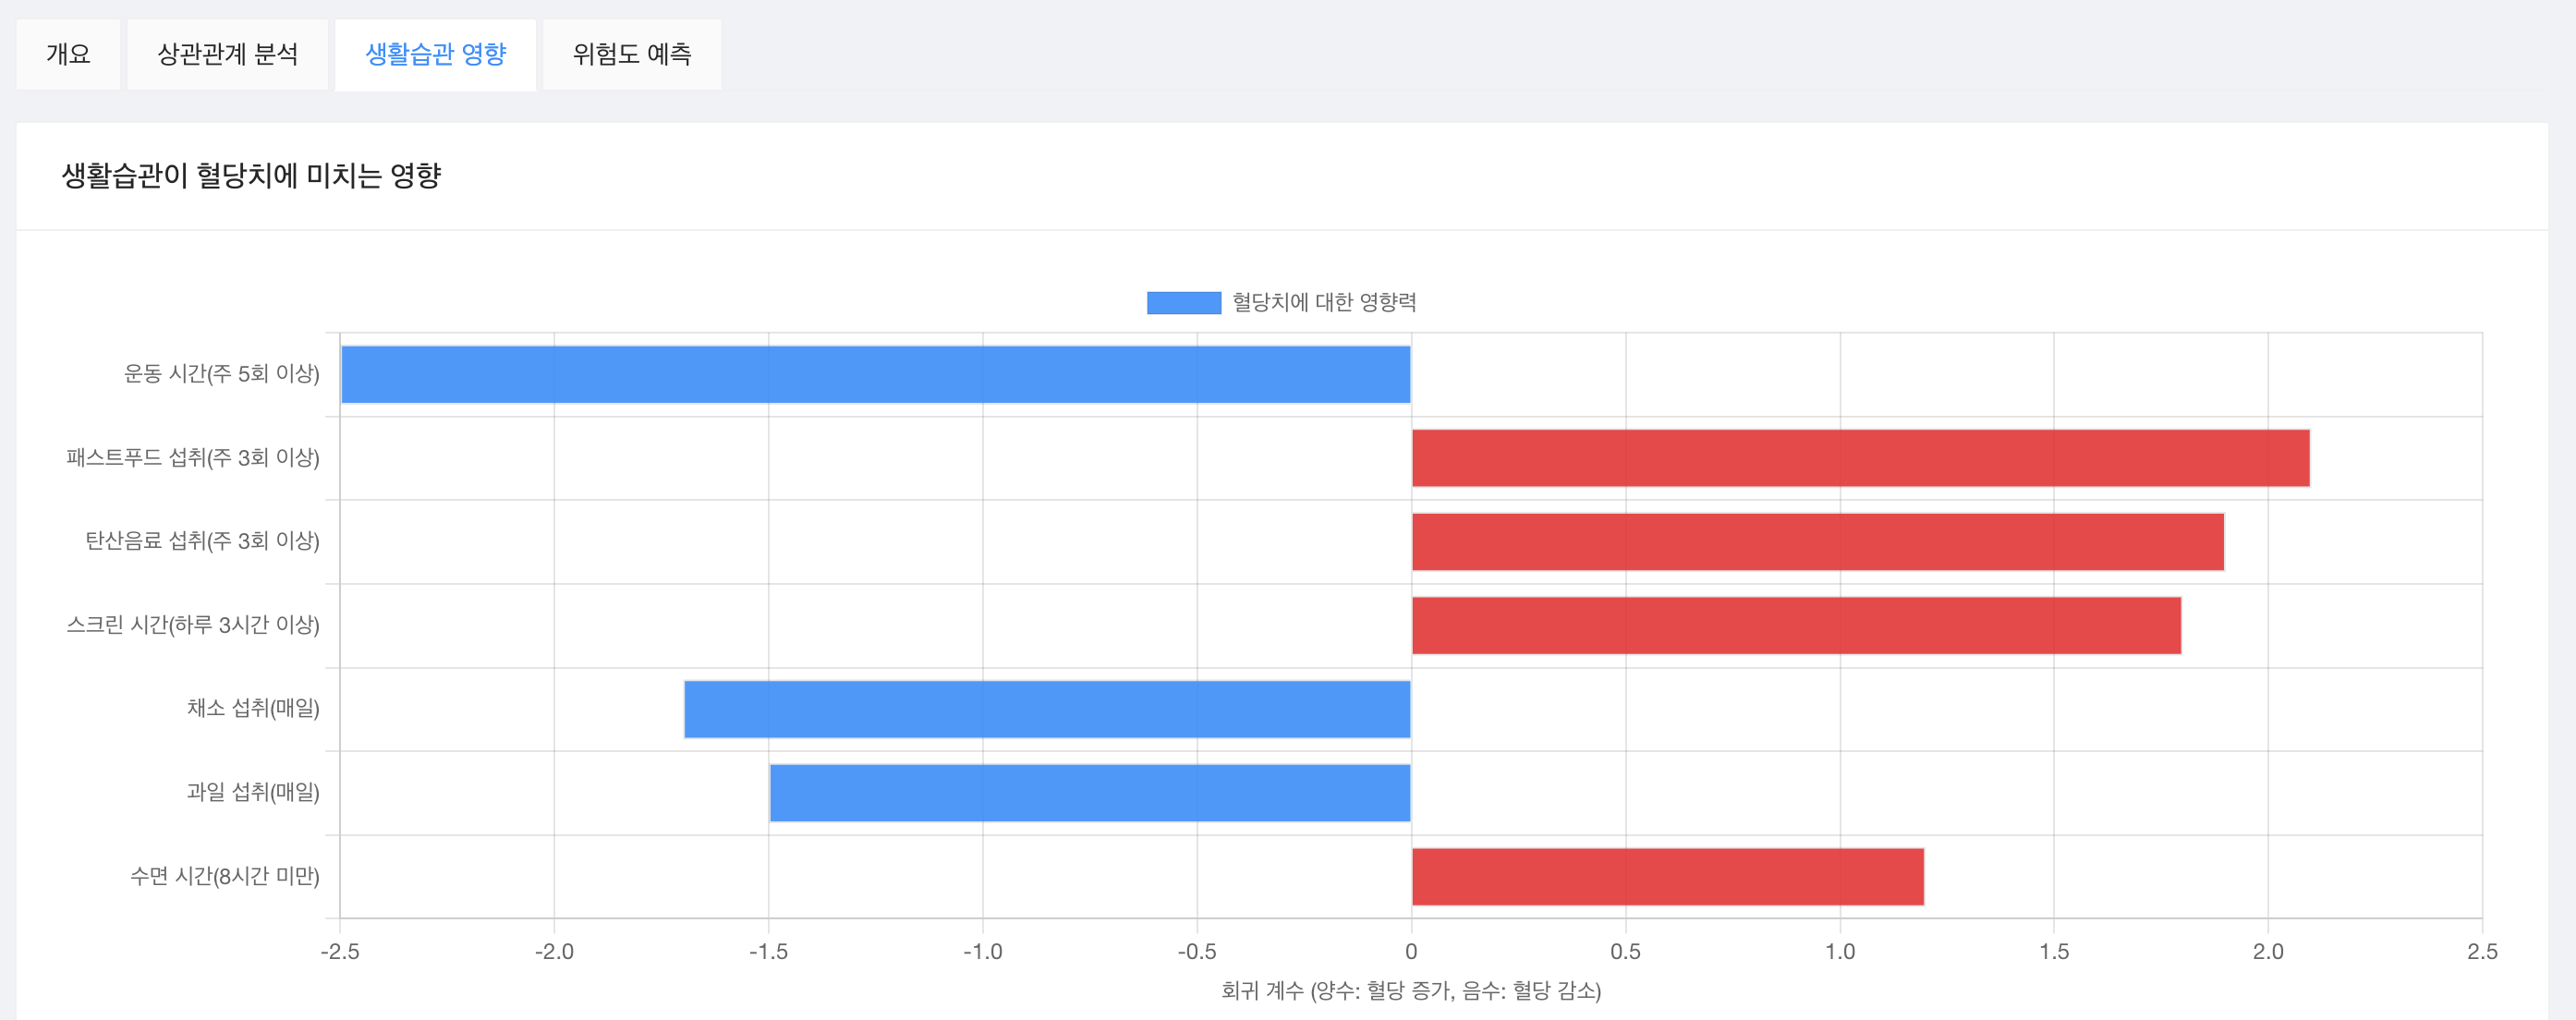 개요 상관관계 분석 생활습관 영향 위험도 예측
생활습관이 혈당치에 미치는 영향
혈당치에 대한 영향력
운동 시간(주 5회 이상)
패스트푸드 섭취(주 3회 이상)
탄산음료 섭취(주 3회 이상)
스크린 시간(하루 3시간 이상)
채소 섭취(매일)
과일 섭취(매일)
수면 시간(8시간 미만)
-2.5 -2.0 -1.5 -1.0 -0.5 0 0.5 1.0 1.5 2.0 2.5
회귀 계수 (양수: 혈당 증가, 음수: 혈당 감소)